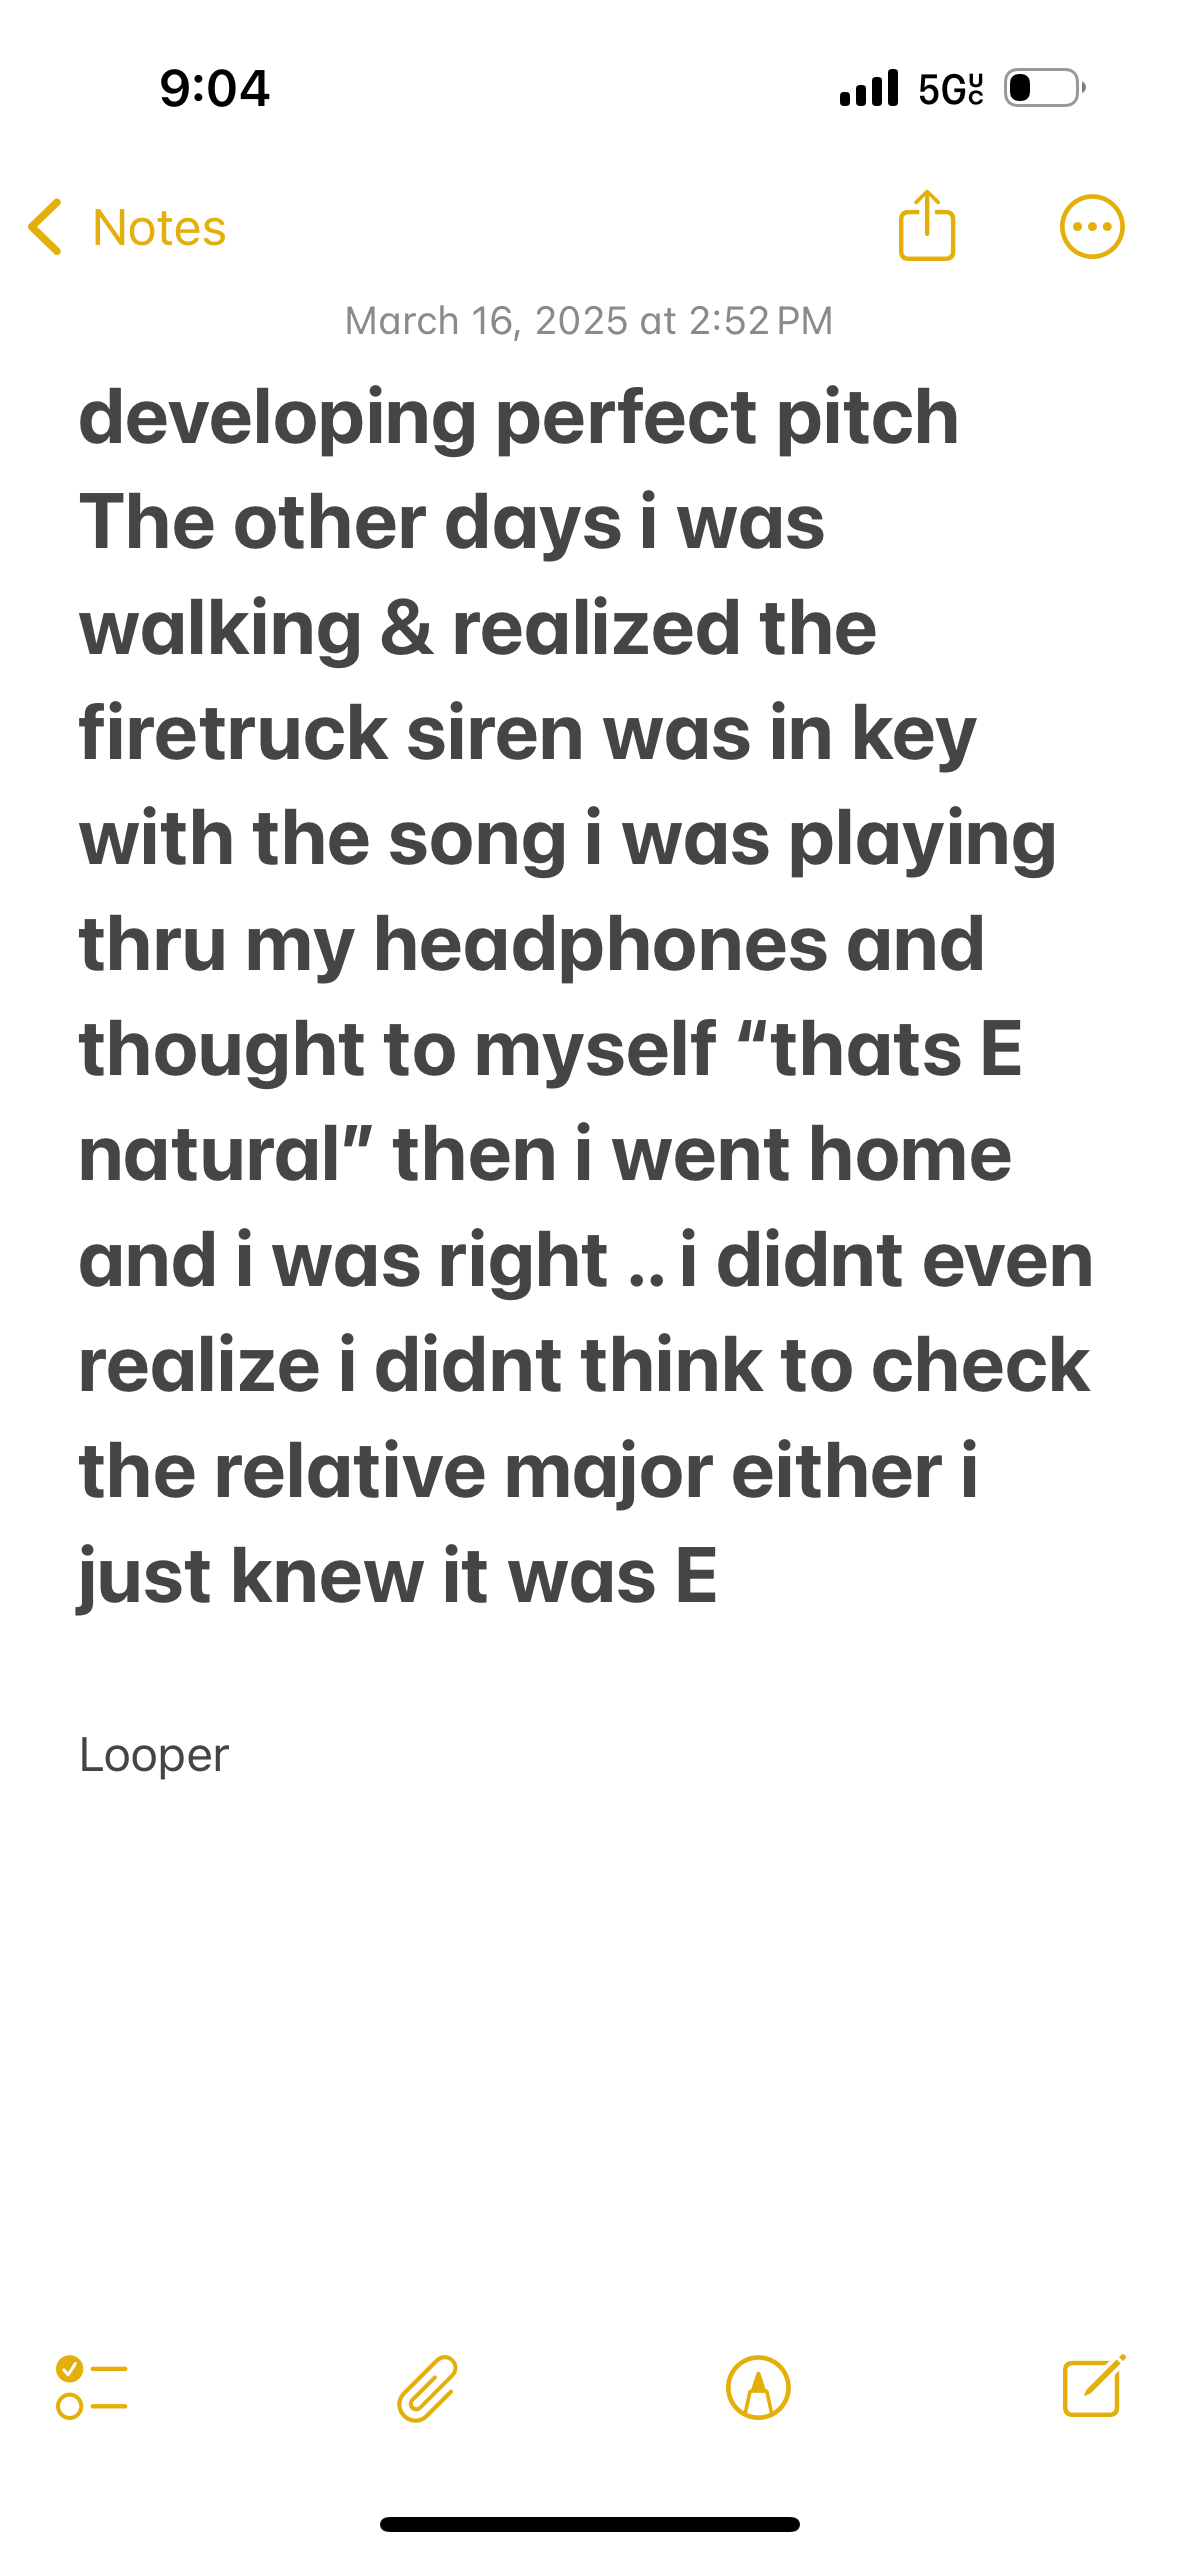 9:04
5GUC
Notes
March 16, 2025 at 2:52 PM
developing perfect pitch
The other days i was
walking & realized the
firetruck siren was in key
with the song i was playing
thru my headphones and
thought to myself “thats E
natural” then i went home
and i was right .. i didnt even
realize i didnt think to check
the relative major either i
just knew it was E
Looper